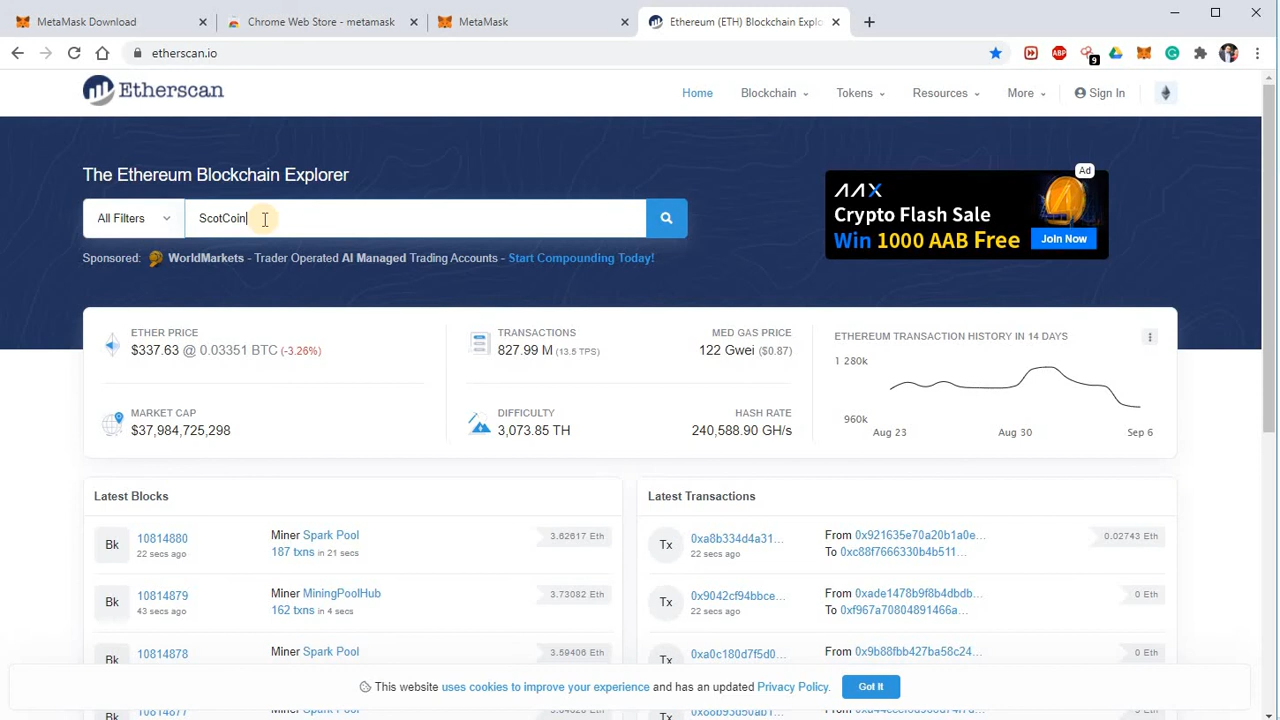 MetaMask Download
Chrome Web Store - metamask
MetaMask
Ethereum (ETH) Blockchain Explo
etherscan.io
ABP
9
Etherscan
Home
Blockchain
Tokens
Resources
More
Sign In
The Ethereum Blockchain Explorer
All Filters
ScotCoin
Sponsored: WorldMarkets - Trader Operated AI Managed Trading Accounts - Start Compounding Today!
Ad
AAX
Crypto Flash Sale
Win 1000 AAB Free
Join Now
ETHER PRICE
$337.63 @ 0.03351 BTC (-3.26%)
MARKET CAP
$37,984,725,298
TRANSACTIONS
827.99 M (13.5 TPS)
MED GAS PRICE
122 Gwei ($0.87)
DIFFICULTY
3,073.85 TH
HASH RATE
240,588.90 GH/s
ETHEREUM TRANSACTION HISTORY IN 14 DAYS
1 280k
960k
Aug 23
Aug 30
Sep 6
Latest Blocks
Bk
10814880
22 secs ago
Miner Spark Pool
187 txns in 21 secs
3.62617 Eth
Bk
10814879
43 secs ago
Miner MiningPoolHub
162 txns in 4 secs
3.73082 Eth
10814878
Miner Spark Pool
3.59406 Eth
Latest Transactions
Tx
0xa8b334d4a31...
22 secs ago
From 0x921635e70a20b1a0e...
To 0xc88f7666330b4b511...
0.02743 Eth
Tx
0x9042cf94bbce...
22 secs ago
From 0xade1478b9f8b4dbdb...
To 0xf967a70804891466a...
0 Eth
Tx
0xa0c180d7f5d0...
From 0x9b88fbb427ba58c24...
0 Eth
This website uses cookies to improve your experience and has an updated Privacy Policy.
Got It